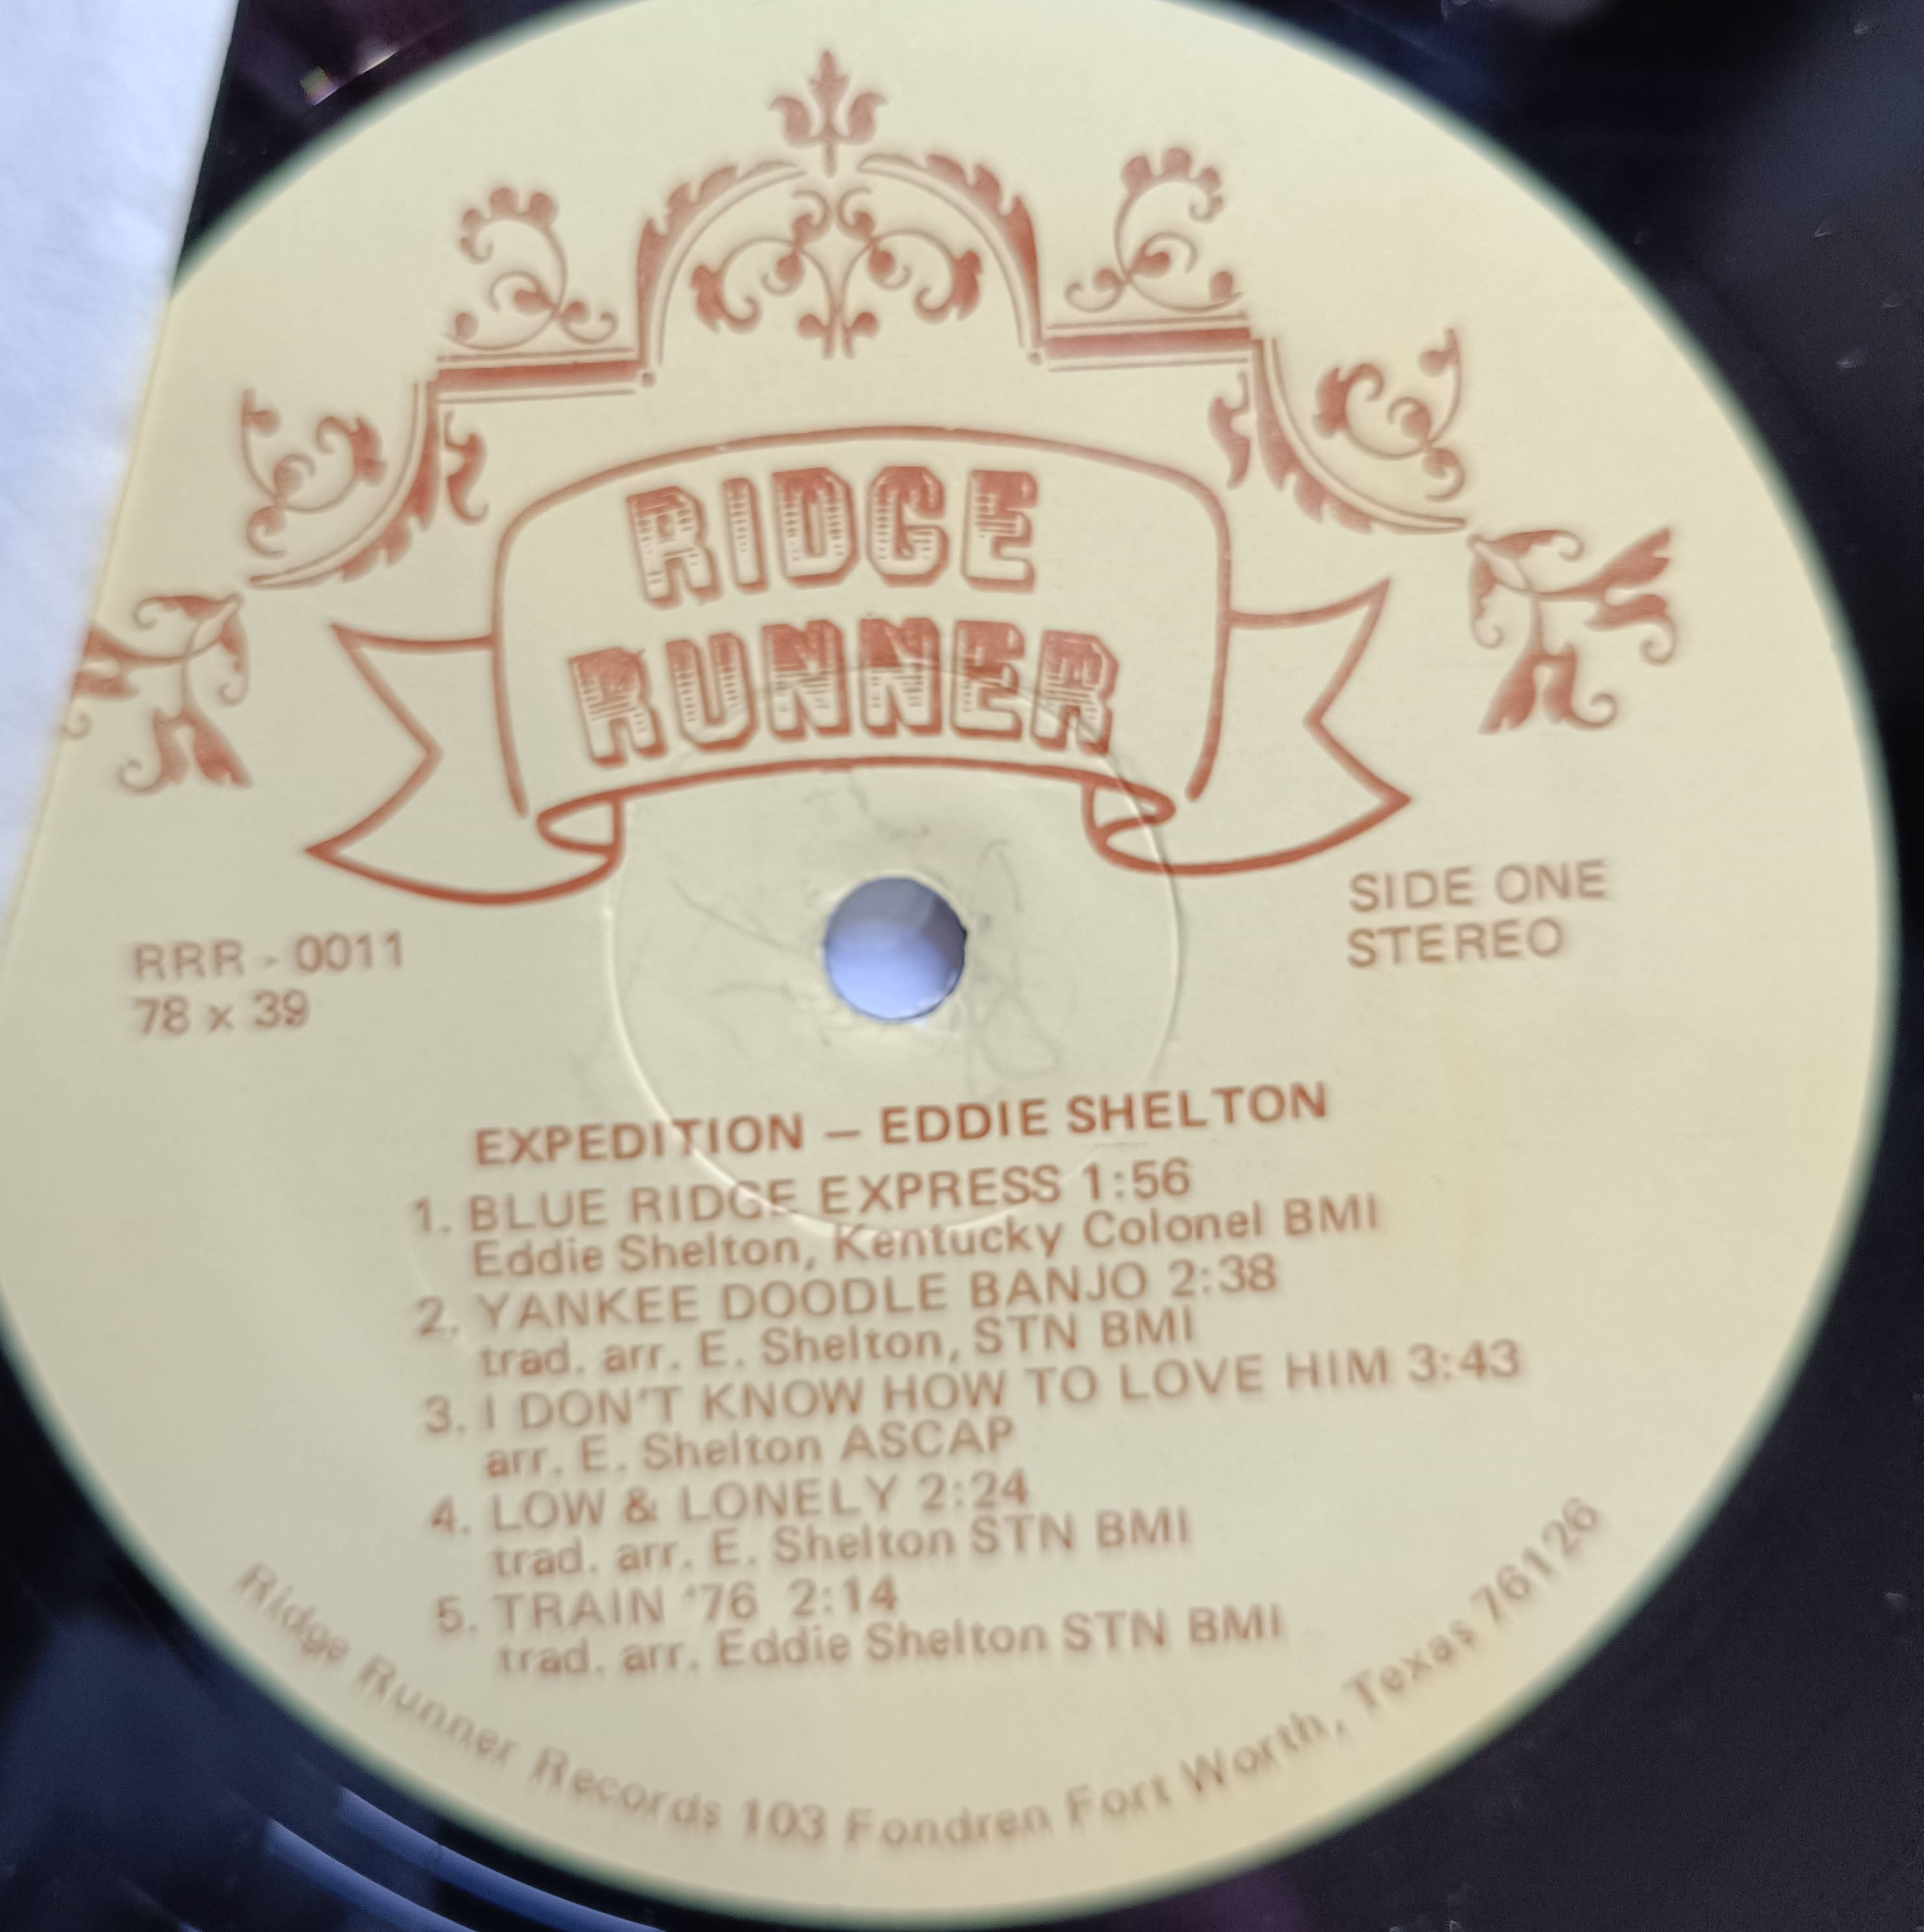 RIDGE
RUNNER
RRR - 0011
78 x 39
SIDE ONE
STEREO
EXPEDITION — EDDIE SHELTON
1. BLUE RIDGE EXPRESS 1:56
Eddie Shelton, Kentucky Colonel BMI
2. YANKEE DOODLE BANJO 2:38
trad. arr. E. Shelton, STN BMI
3. I DON'T KNOW HOW TO LOVE HIM 3:43
arr. E. Shelton ASCAP
4. LOW & LONELY 2:24
trad. arr. E. Shelton STN BMI
5. TRAIN '76 2:14
trad. arr. Eddie Shelton STN BMI
Ridge Runner Records 103 Fondren Fort Worth, Texas 76126